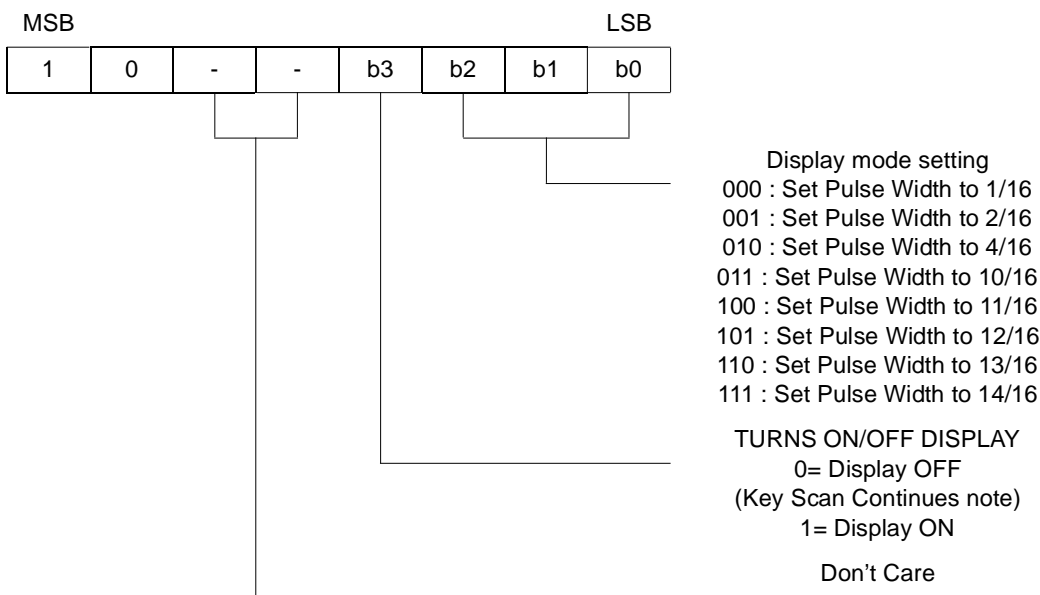 MSB LSB
1 0 - - b3 b2 b1 b0
Display mode setting
000 : Set Pulse Width to 1/16
001 : Set Pulse Width to 2/16
010 : Set Pulse Width to 4/16
011 : Set Pulse Width to 10/16
100 : Set Pulse Width to 11/16
101 : Set Pulse Width to 12/16
110 : Set Pulse Width to 13/16
111 : Set Pulse Width to 14/16
TURNS ON/OFF DISPLAY
0= Display OFF
(Key Scan Continues note)
1= Display ON
Don't Care